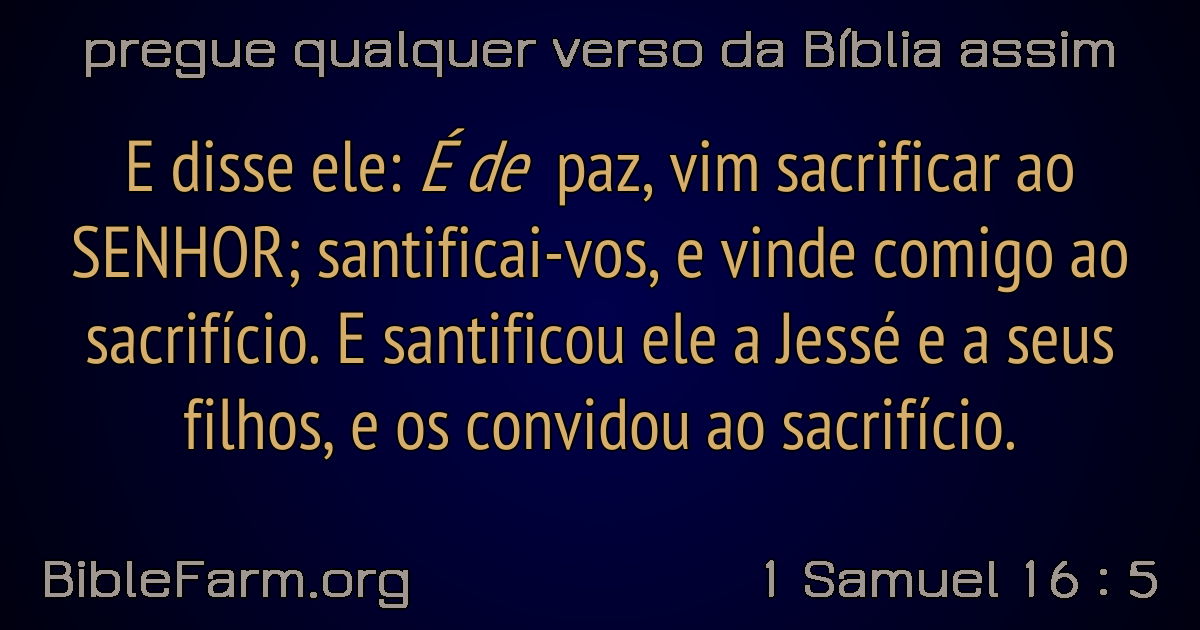 pregue qualquer verso da Bíblia assim
E disse ele: É de paz, vim sacrificar ao
SENHOR; santificai-vos, e vinde comigo ao
sacrifício. E santificou ele a Jessé e a seus
filhos, e os convidou ao sacrifício.
BibleFarm.org
1 Samuel 16 : 5